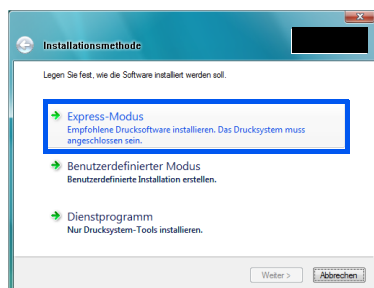 Installationsmethode
Legen Sie fest, wie die Software installiert werden soll.
Express-Modus
Empfohlene Drucksoftware installieren. Das Drucksystem muss
angeschlossen sein.
Benutzerdefinierter Modus
Benutzerdefinierte Installation erstellen.
Dienstprogramm
Nur Drucksystem-Tools installieren.
Weiter >
Abbrechen